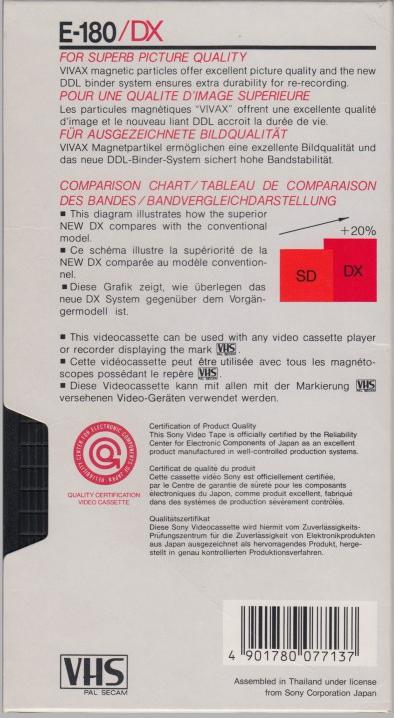 E-180/DX
FOR SUPERB PICTURE QUALITY
VIVAX magnetic particles offer excellent picture quality and the new
DDL binder system ensures extra durability for re-recording.
POUR UNE QUALITE D'IMAGE SUPERIEURE
Les particules magnétiques "VIVAX" offrent une excellente qualité
d'image et le nouveau liant DDL accroit la durée de vie.
FÜR AUSGEZEICHNETE BILDQUALITÄT
VIVAX Magnetpartikel ermöglichen eine exzellente Bildqualität und
das neue DDL-Binder-System sichert hohe Bandstabilität.
COMPARISON CHART/TABLEAU DE COMPARAISON
DES BANDES/BANDVERGLEICHDARSTELLUNG
■ This diagram illustrates how the superior
NEW DX compares with the conventional
model.
■ Ce schéma illustre la supériorité de la
NEW DX comparée au modèle convention-
nel.
■ Diese Grafik zeigt, wie überlegen das
neue DX System gegenüber dem Vorgän-
germodell ist.
+20%
SD
DX
■ This videocassette can be used with any video cassette player
or recorder displaying the mark VHS.
■ Cette vidéocassette peut être utilisée avec tous les magnéto-
scopes possédant le repère VHS PAL SECAM.
■ Diese Videocassette kann mit allen mit der Markierung VHS PAL SECAM
versehenen Video-Geräten verwendet werden.
RELIABILITY CENTER FOR ELECTRONIC COMPONENTS OF JAPAN
QUALITY CERTIFICATION
VIDEO CASSETTE
Certification of Product Quality
This Sony Video Tape is officially certified by the Reliability
Center for Electronic Components of Japan as an excellent
product manufactured in well-controlled production systems.
Certificat de qualité du produit
Cette cassette vidéo Sony est officiellement certifiée,
par le Centre de garantie de sûreté pour les composants
électroniques du Japon, comme produit excellent, fabriqué
dans des systèmes de production sévèrement contrôlés.
Qualitätszertifikat
Diese Sony Videocassette wird hiermit vom Zuverlässigkeits-
Prüfungszentrum für die Zuverlässigkeit von Elektronikprodukten
aus Japan ausgezeichnet als hervorragendes Produkt, herge-
stellt in genau kontrollierten Produktionsverfahren.
4 901780 077137
VHS
PAL SECAM
Assembled in Thailand under license
from Sony Corporation Japan